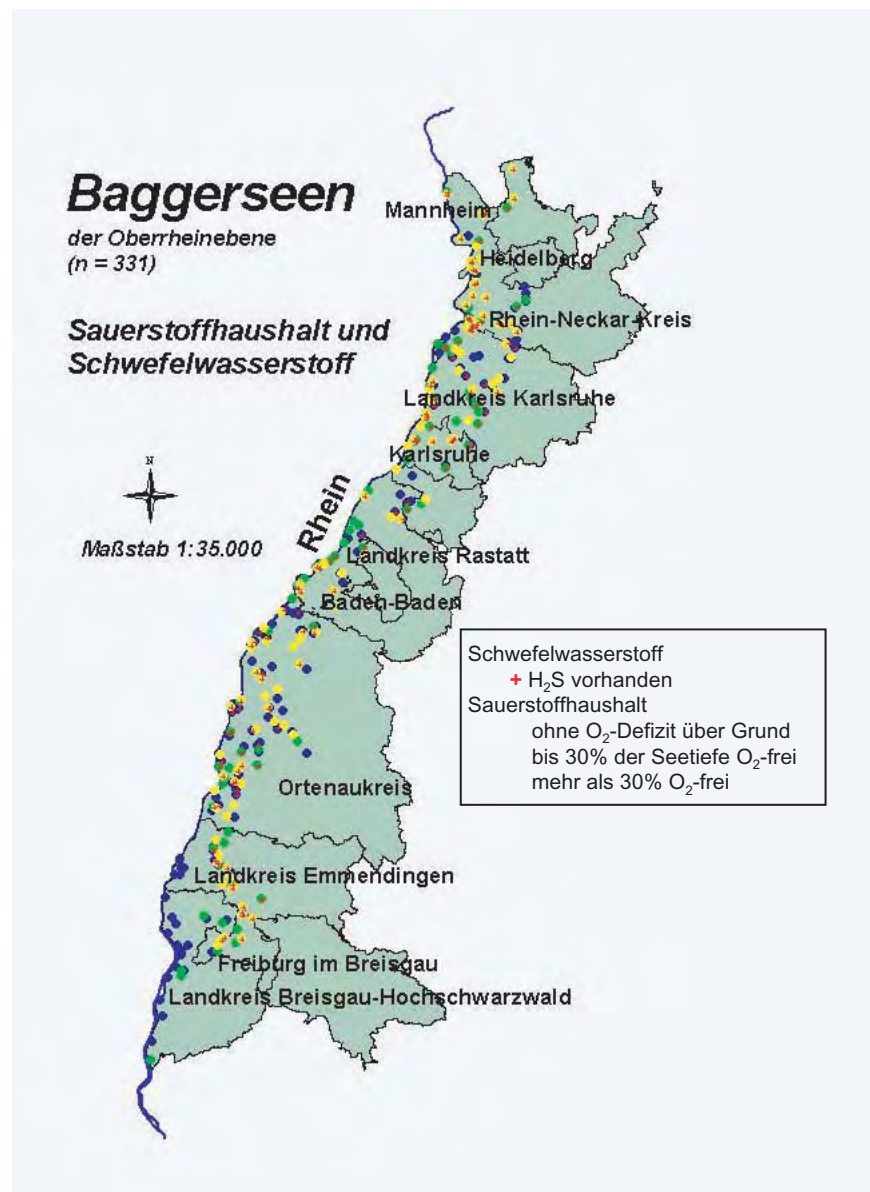 Baggerseen
der Oberrheinebene
(n = 331)
Sauerstoffhaushalt und
Schwefelwasserstoff
N
Maßstab 1:35.000
Rhein
Mannheim
Heidelberg
Rhein-Neckar-Kreis
Landkreis Karlsruhe
Karlsruhe
Landkreis Rastatt
Baden-Baden
Ortenaukreis
Landkreis Emmendingen
Freiburg im Breisgau
Landkreis Breisgau-Hochschwarzwald
Schwefelwasserstoff
+ H₂S vorhanden
Sauerstoffhaushalt
ohne O₂-Defizit über Grund
bis 30% der Seetiefe O₂-frei
mehr als 30% O₂-frei